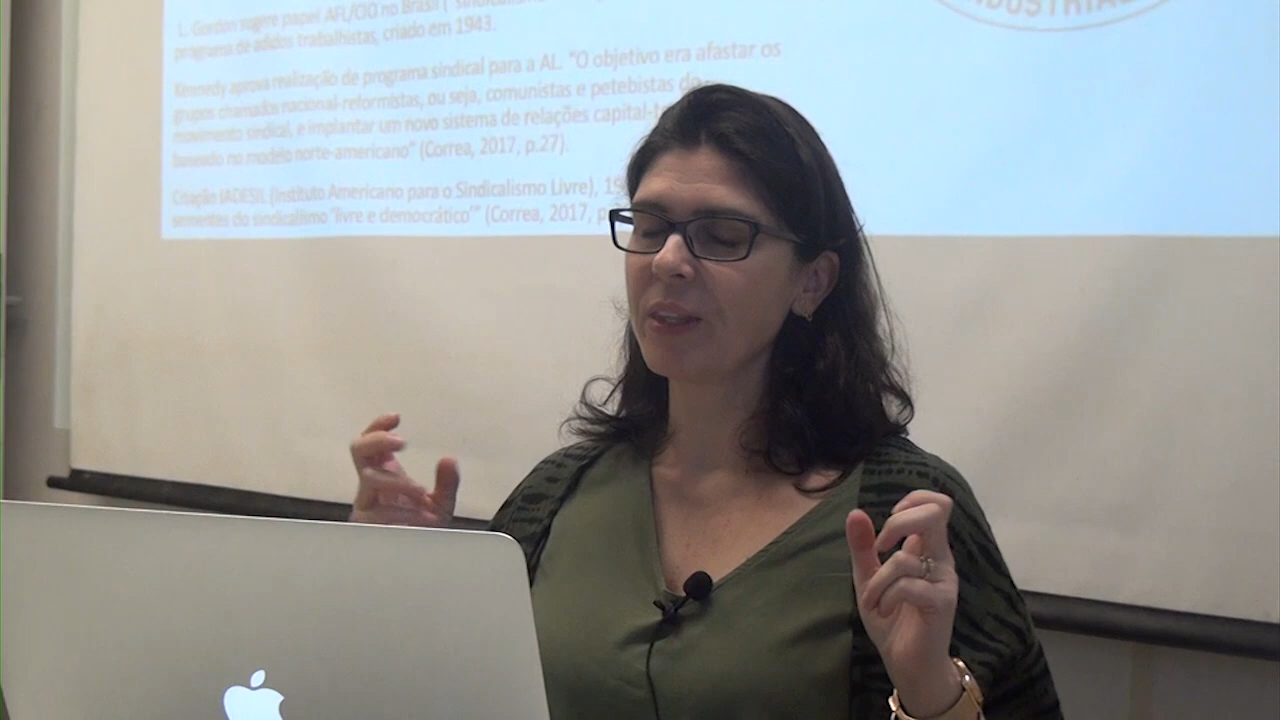 L. Gordon sugere papel AFL/CIO no Brasil ("sindicalismo
programa de adidos trabalhistas, criado em 1943.
Kennedy aprova realização de programa sindical para a AL. "O objetivo era afastar os
grupos chamados nacional-reformistas, ou seja, comunistas e petebistas do
movimento sindical, e implantar um novo sistema de relações capital-
baseado no modelo norte-americano" (Correa, 2017, p.27).
Citação IADESIL (Instituto Americano para o Sindicalismo Livre),
sementes do sindicalismo "livre e democrático'" (Correa, 2017,
INDUSTRIAL